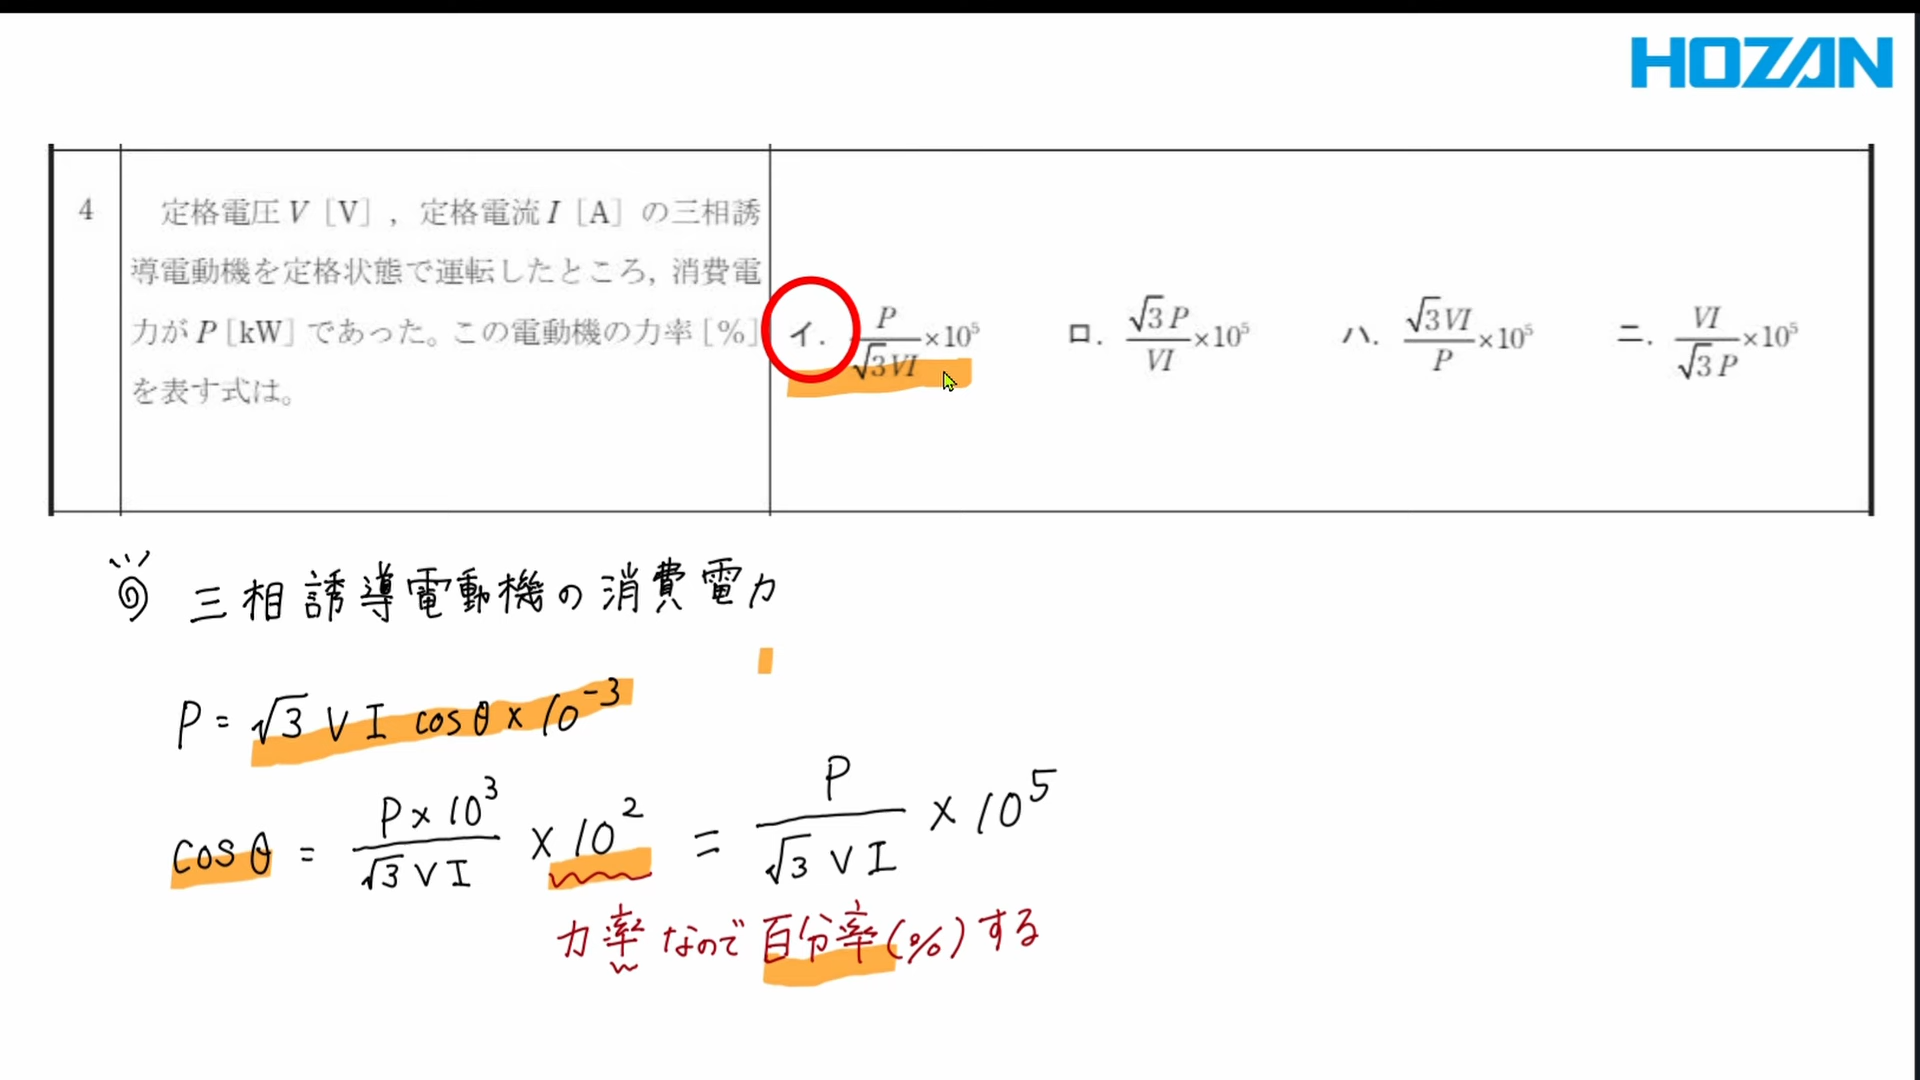 HOZAN
4
定格電圧 V [V] , 定格電流 I [A] の三相誘
導電動機を定格状態で運転したところ, 消費電
力が P [kW] であった。この電動機の力率 [%]
を表す式は。
イ. P/√3VI ×10⁵
ロ. √3P/VI ×10⁵
ハ. √3VI/P ×10⁵
ニ. VI/√3P ×10⁵
三相誘導電動機の消費電力
P = √3 V I cosθ × 10⁻³
cosθ = P×10³/√3VI × 10² = P/√3VI × 10⁵
力率なので百分率(%)する